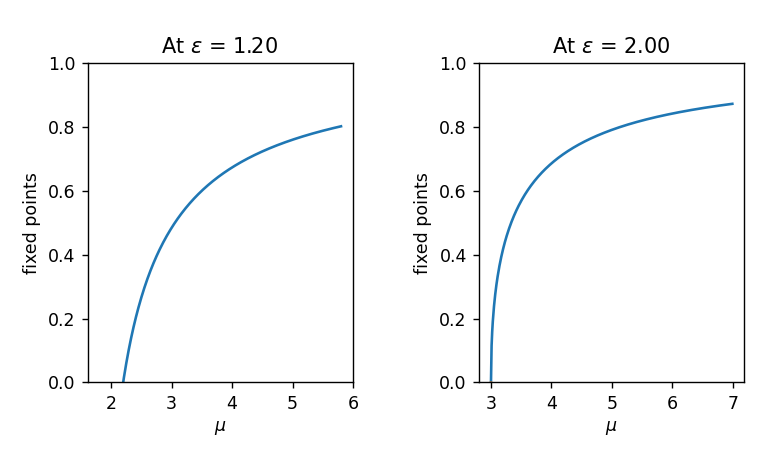 At ε = 1.20
1.0
0.8
0.6
0.4
0.2
0.0
fixed points
2 3 4 5 6
μ
At ε = 2.00
1.0
0.8
0.6
0.4
0.2
0.0
fixed points
3 4 5 6 7
μ